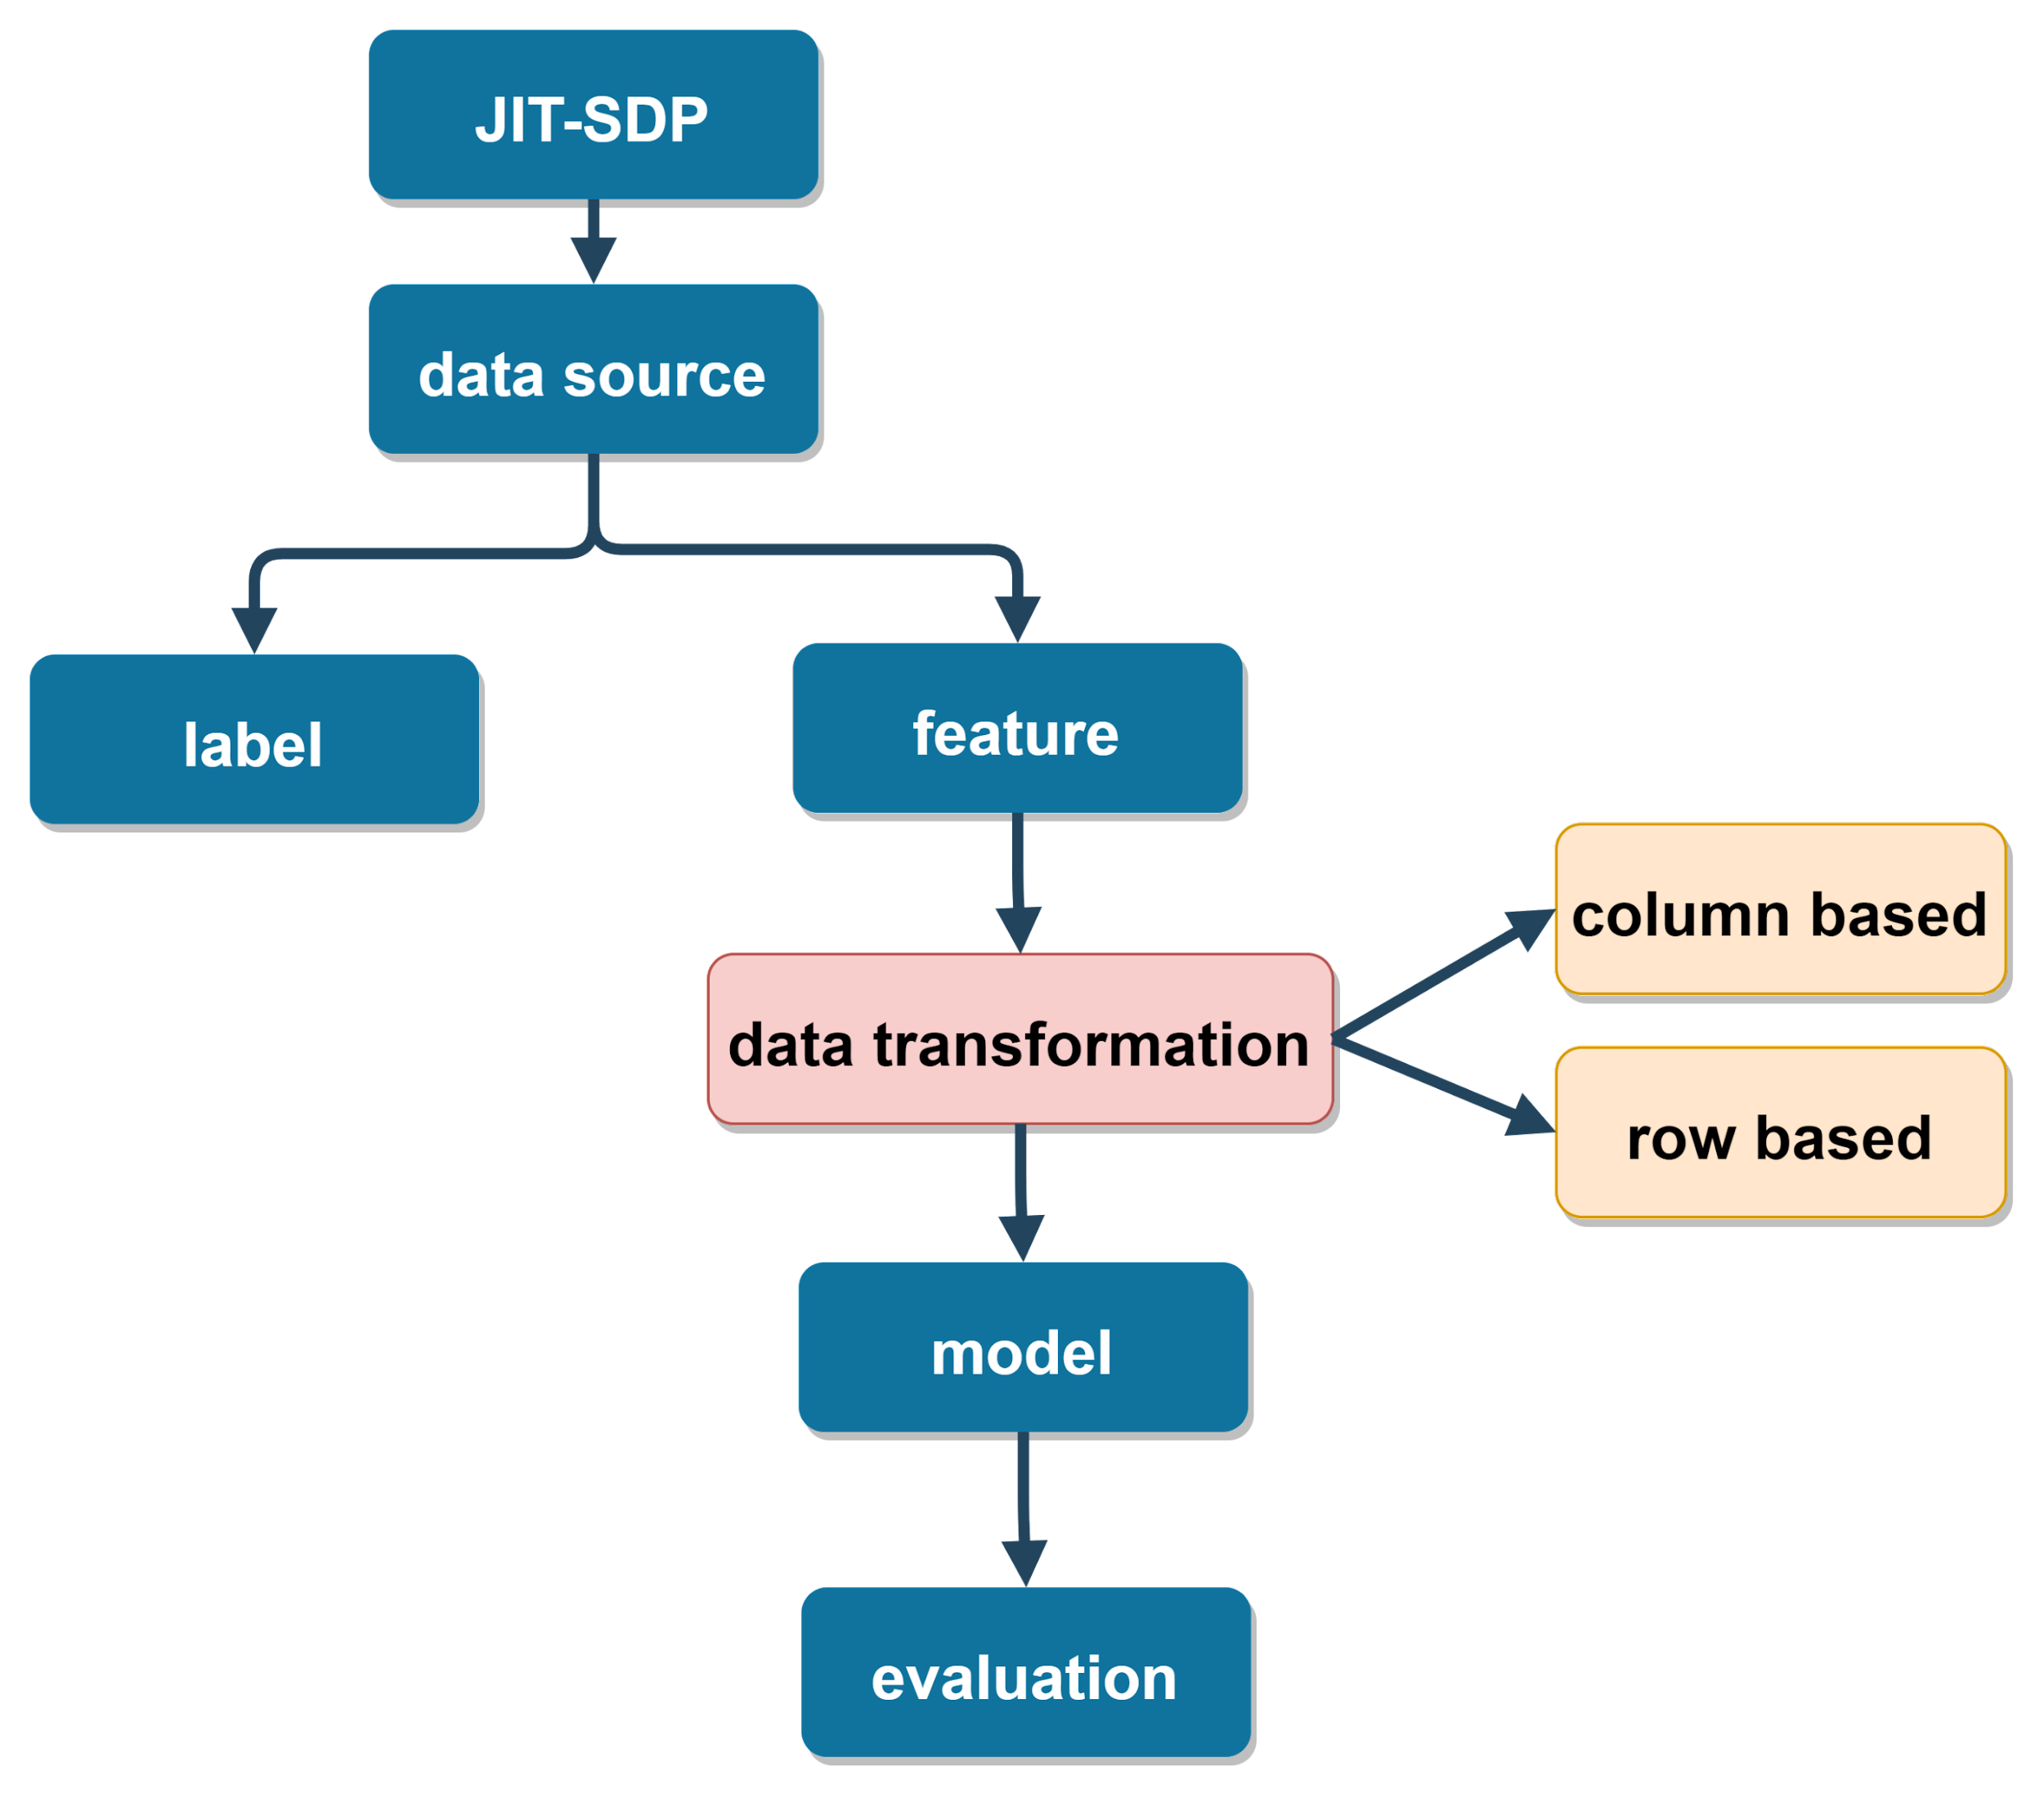 JIT-SDP
data source
label
feature
column based
data transformation
row based
model
evaluation